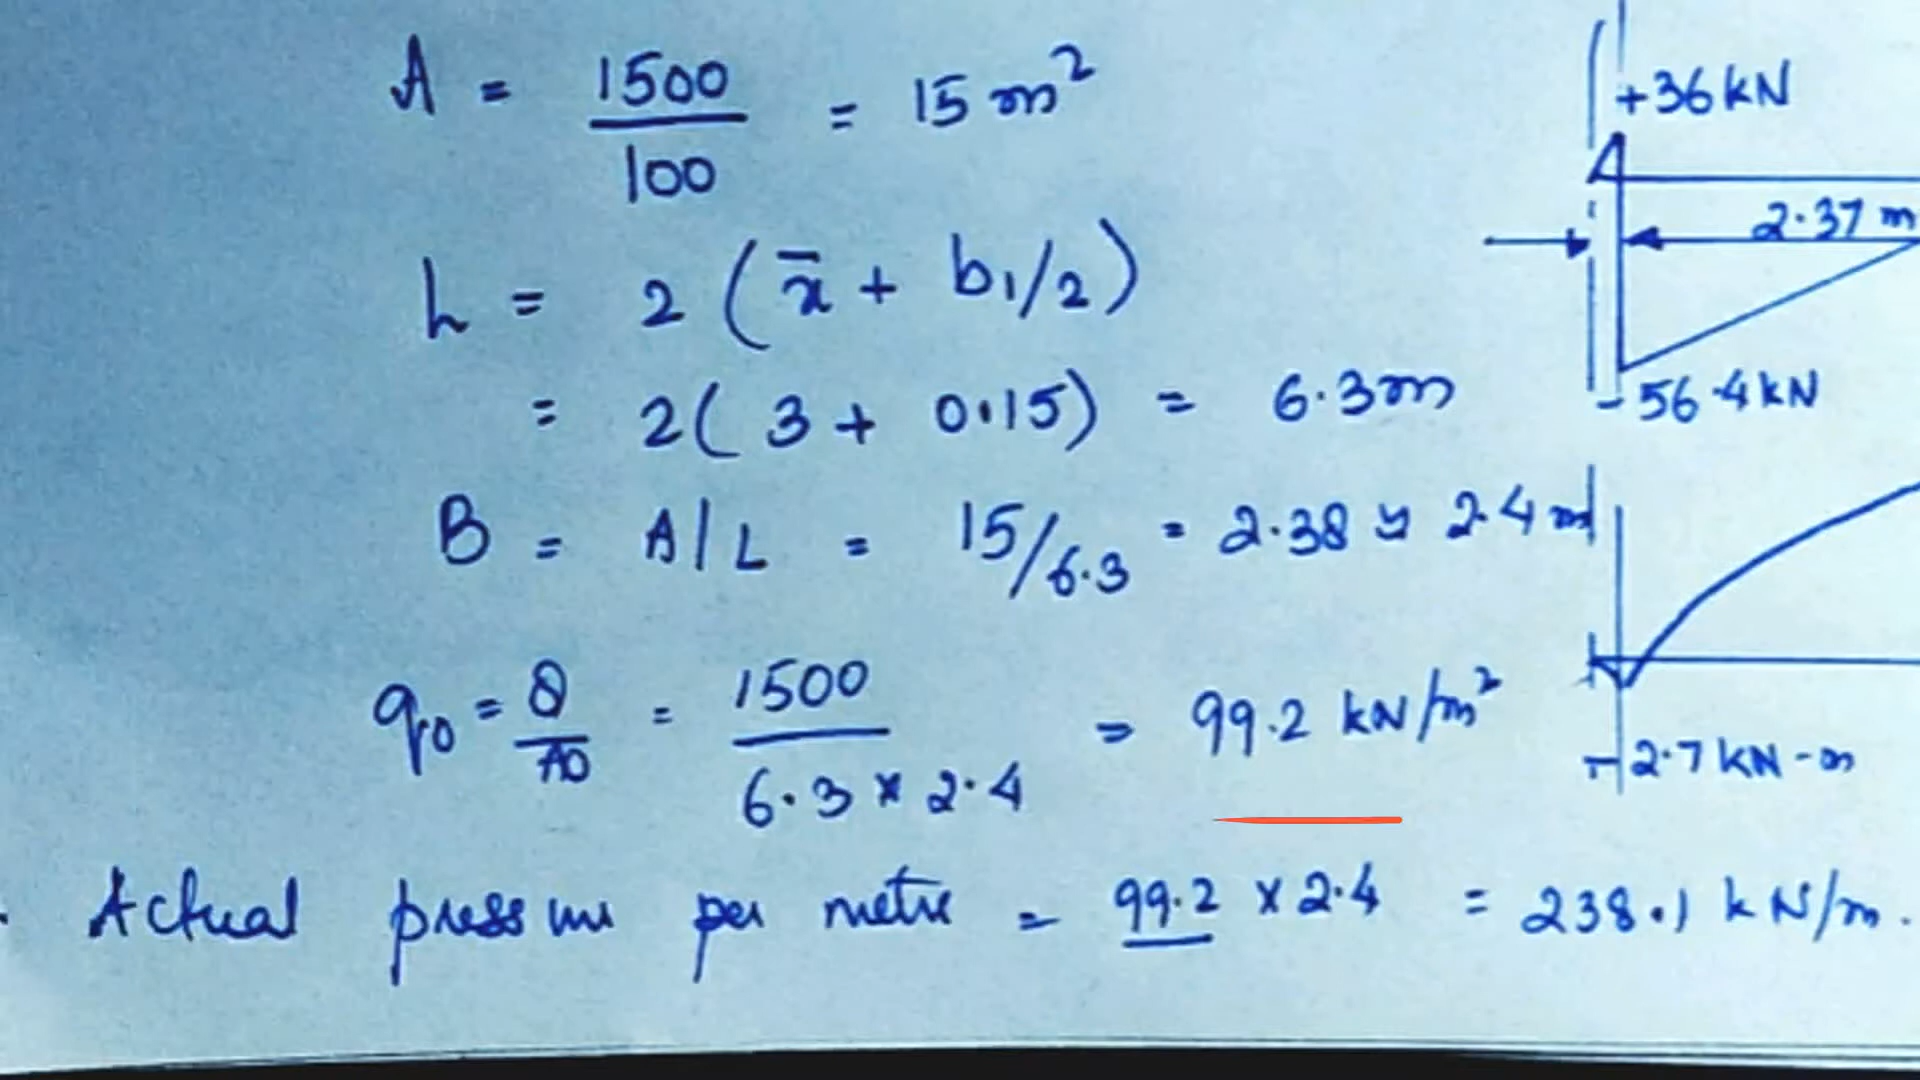 A = 1500/100 = 15 m²
L = 2 (x̄ + b₁/2)
= 2(3 + 0.15) = 6.3m
B = A/L = 15/6.3 = 2.38 ≈ 2.4 m
q₀ = Q/A₀ = 1500/(6.3 × 2.4) = 99.2 kN/m²
Actual pressure per metre = 99.2 × 2.4 = 238.1 kN/m.
+36 kN
2.37 m
-56.4 kN
-2.7 kN-m